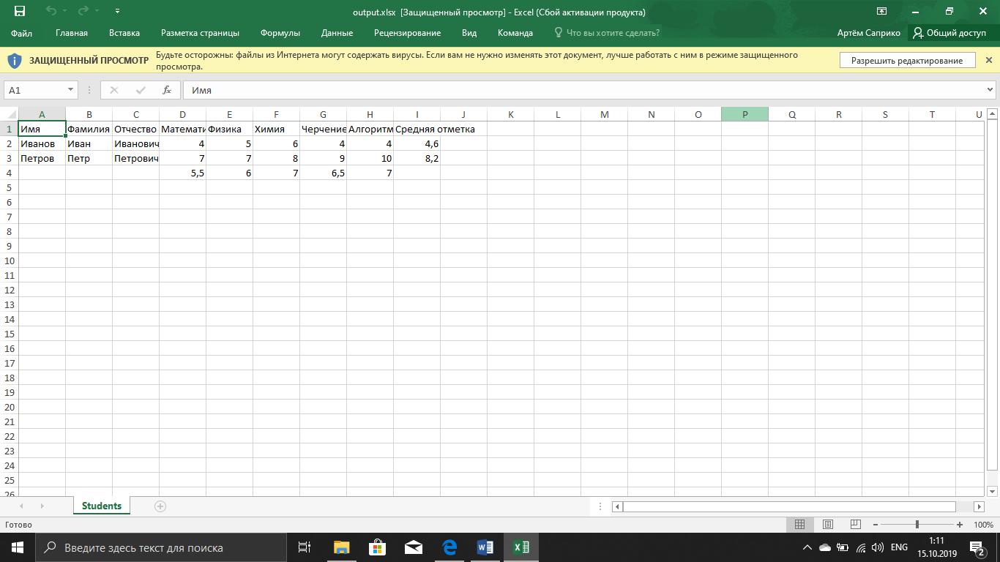 output.xlsx [Защищенный просмотр] - Excel (Сбой активации продукта)
Файл Главная Вставка Разметка страницы Формулы Данные Рецензирование Вид Команда Что вы хотите сделать? Артём Саприко Общий доступ
ЗАЩИЩЕННЫЙ ПРОСМОТР Будьте осторожны: файлы из Интернета могут содержать вирусы. Если вам не нужно изменять этот документ, лучше работать с ним в режиме защищенного
просмотра.
Разрешить редактирование
A1 fx Имя
A B C D E F G H I J K L M N O P Q R S T U
1 Имя Фамилия Отчество Математи Физика Химия Черчение Алгоритм Средняя отметка
2 Иванов Иван Иванович 4 5 6 4 4 4,6
3 Петров Петр Петрович 7 7 8 9 10 8,2
4 5,5 6 7 6,5 7
5
6
7
8
9
10
11
12
13
14
15
16
17
18
19
20
21
22
23
24
25
26
Students
Готово 100%
Введите здесь текст для поиска ENG 1:11
15.10.2019
2